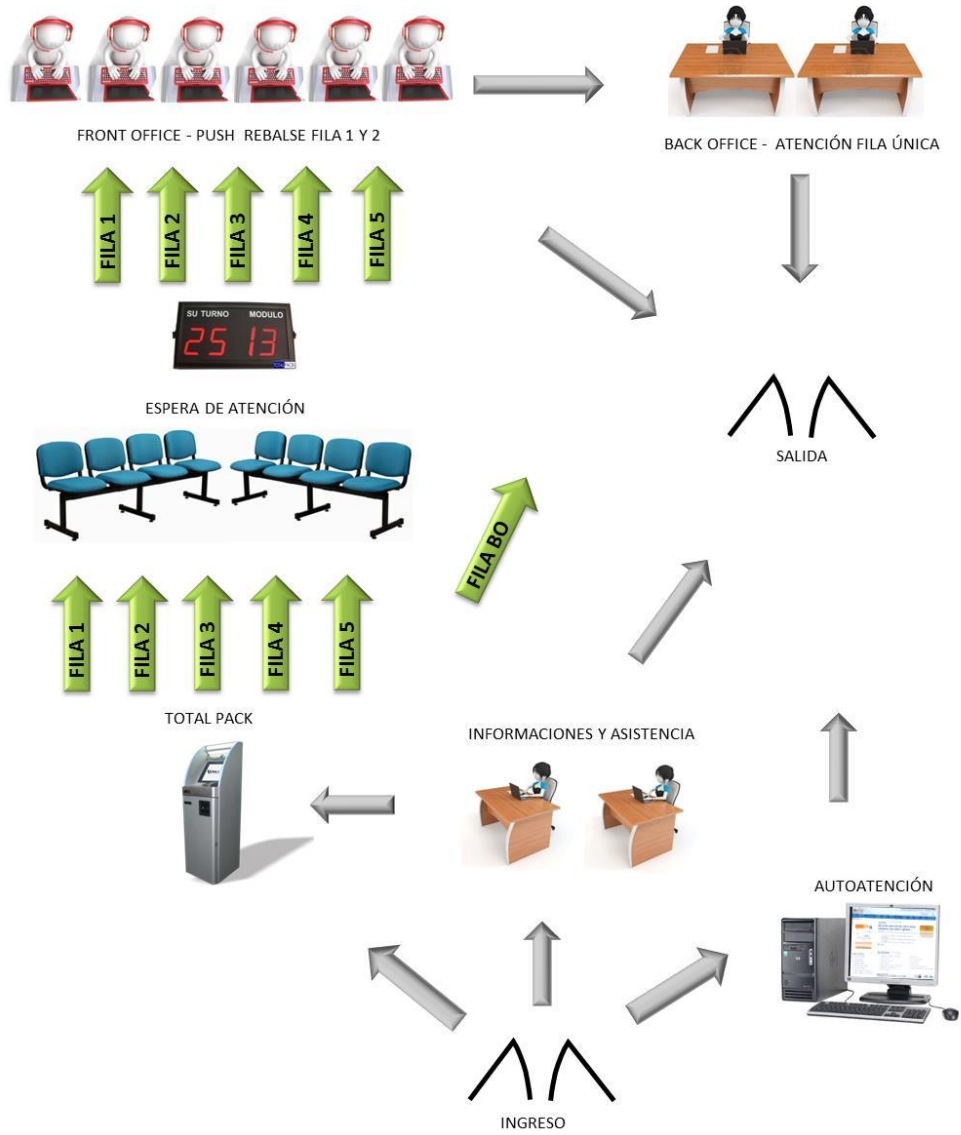 FRONT OFFICE - PUSH REBALSE FILA 1 Y 2
BACK OFFICE - ATENCIÓN FILA ÚNICA
FILA 1
FILA 2
FILA 3
FILA 4
FILA 5
SU TURNO MODULO
25 13
ESPERA DE ATENCIÓN
SALIDA
FILA BO
FILA 1
FILA 2
FILA 3
FILA 4
FILA 5
TOTAL PACK
INFORMACIONES Y ASISTENCIA
AUTOATENCIÓN
INGRESO